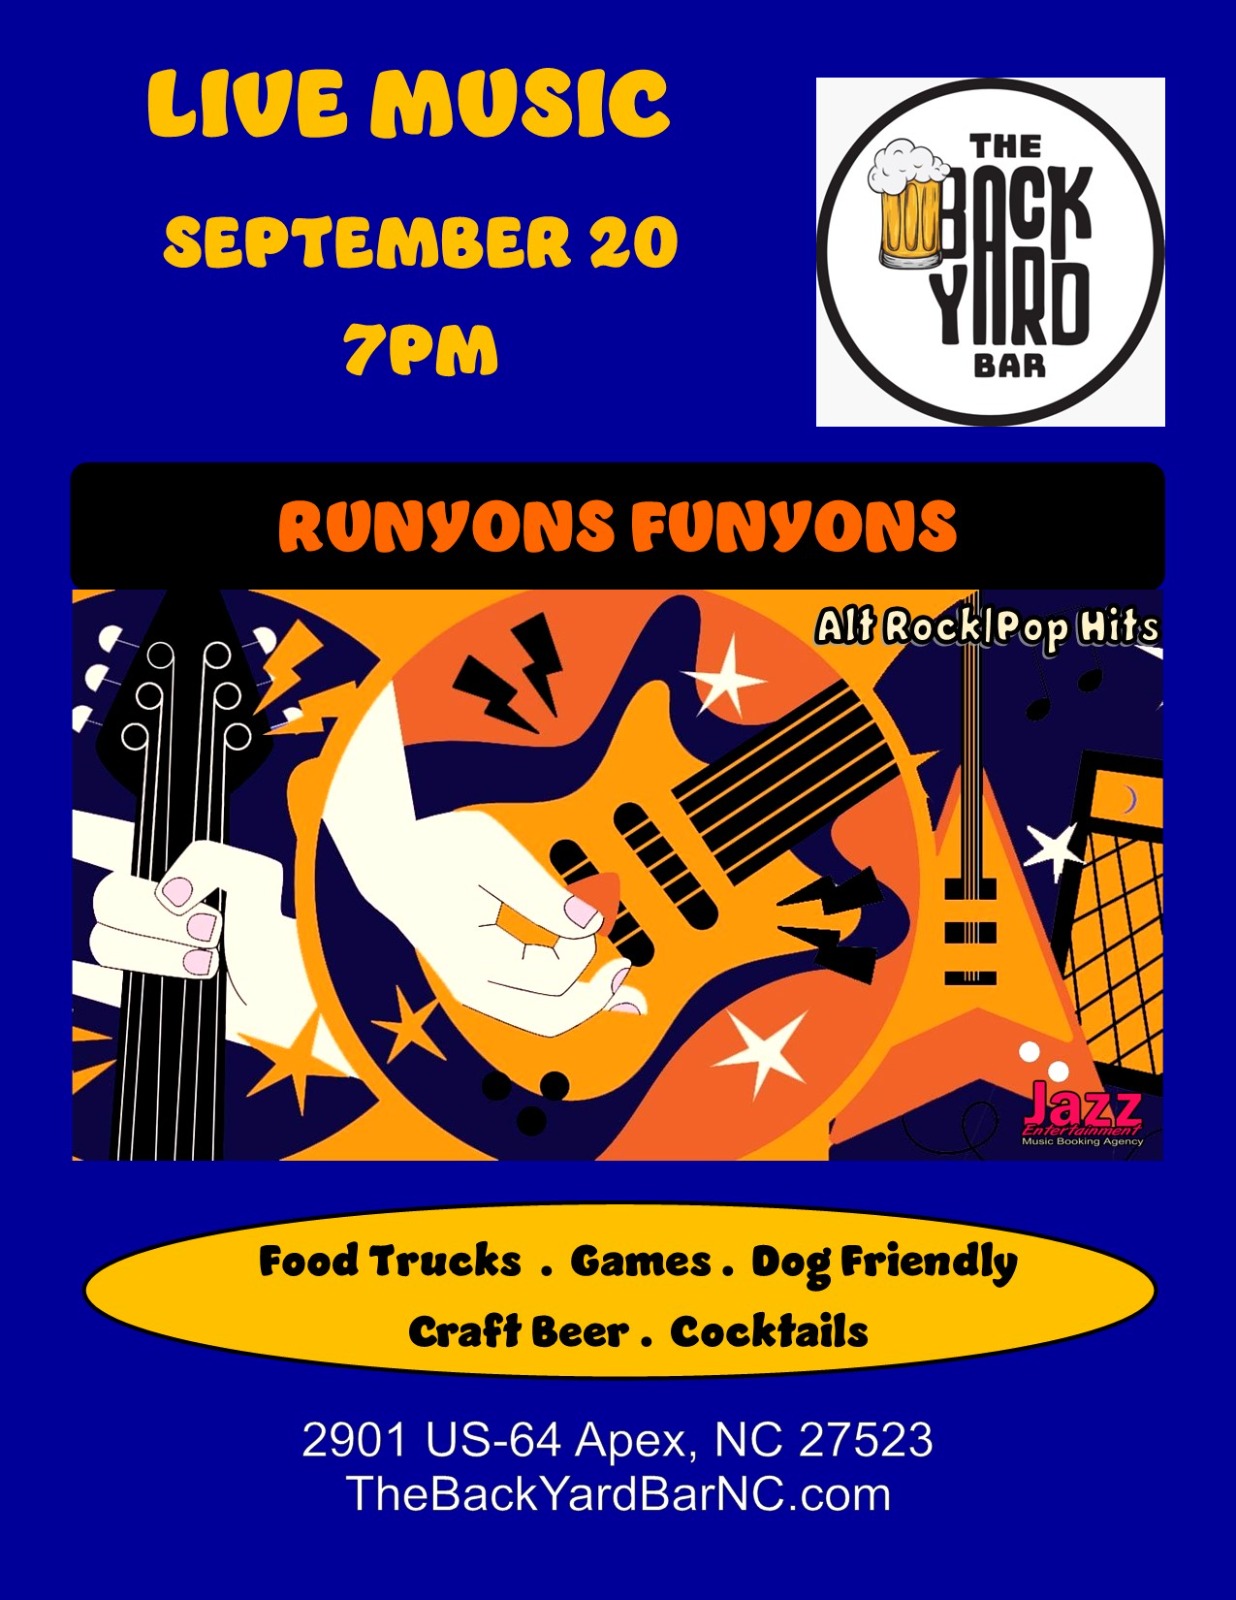 LIVE MUSIC
SEPTEMBER 20
7PM
THE
BACK
YARD
BAR
RUNYONS FUNYONS
Alt Rock|Pop Hits
Jazz
Entertainment
Music Booking Agency
Food Trucks . Games . Dog Friendly
Craft Beer . Cocktails
2901 US-64 Apex, NC 27523
TheBackYardBarNC.com